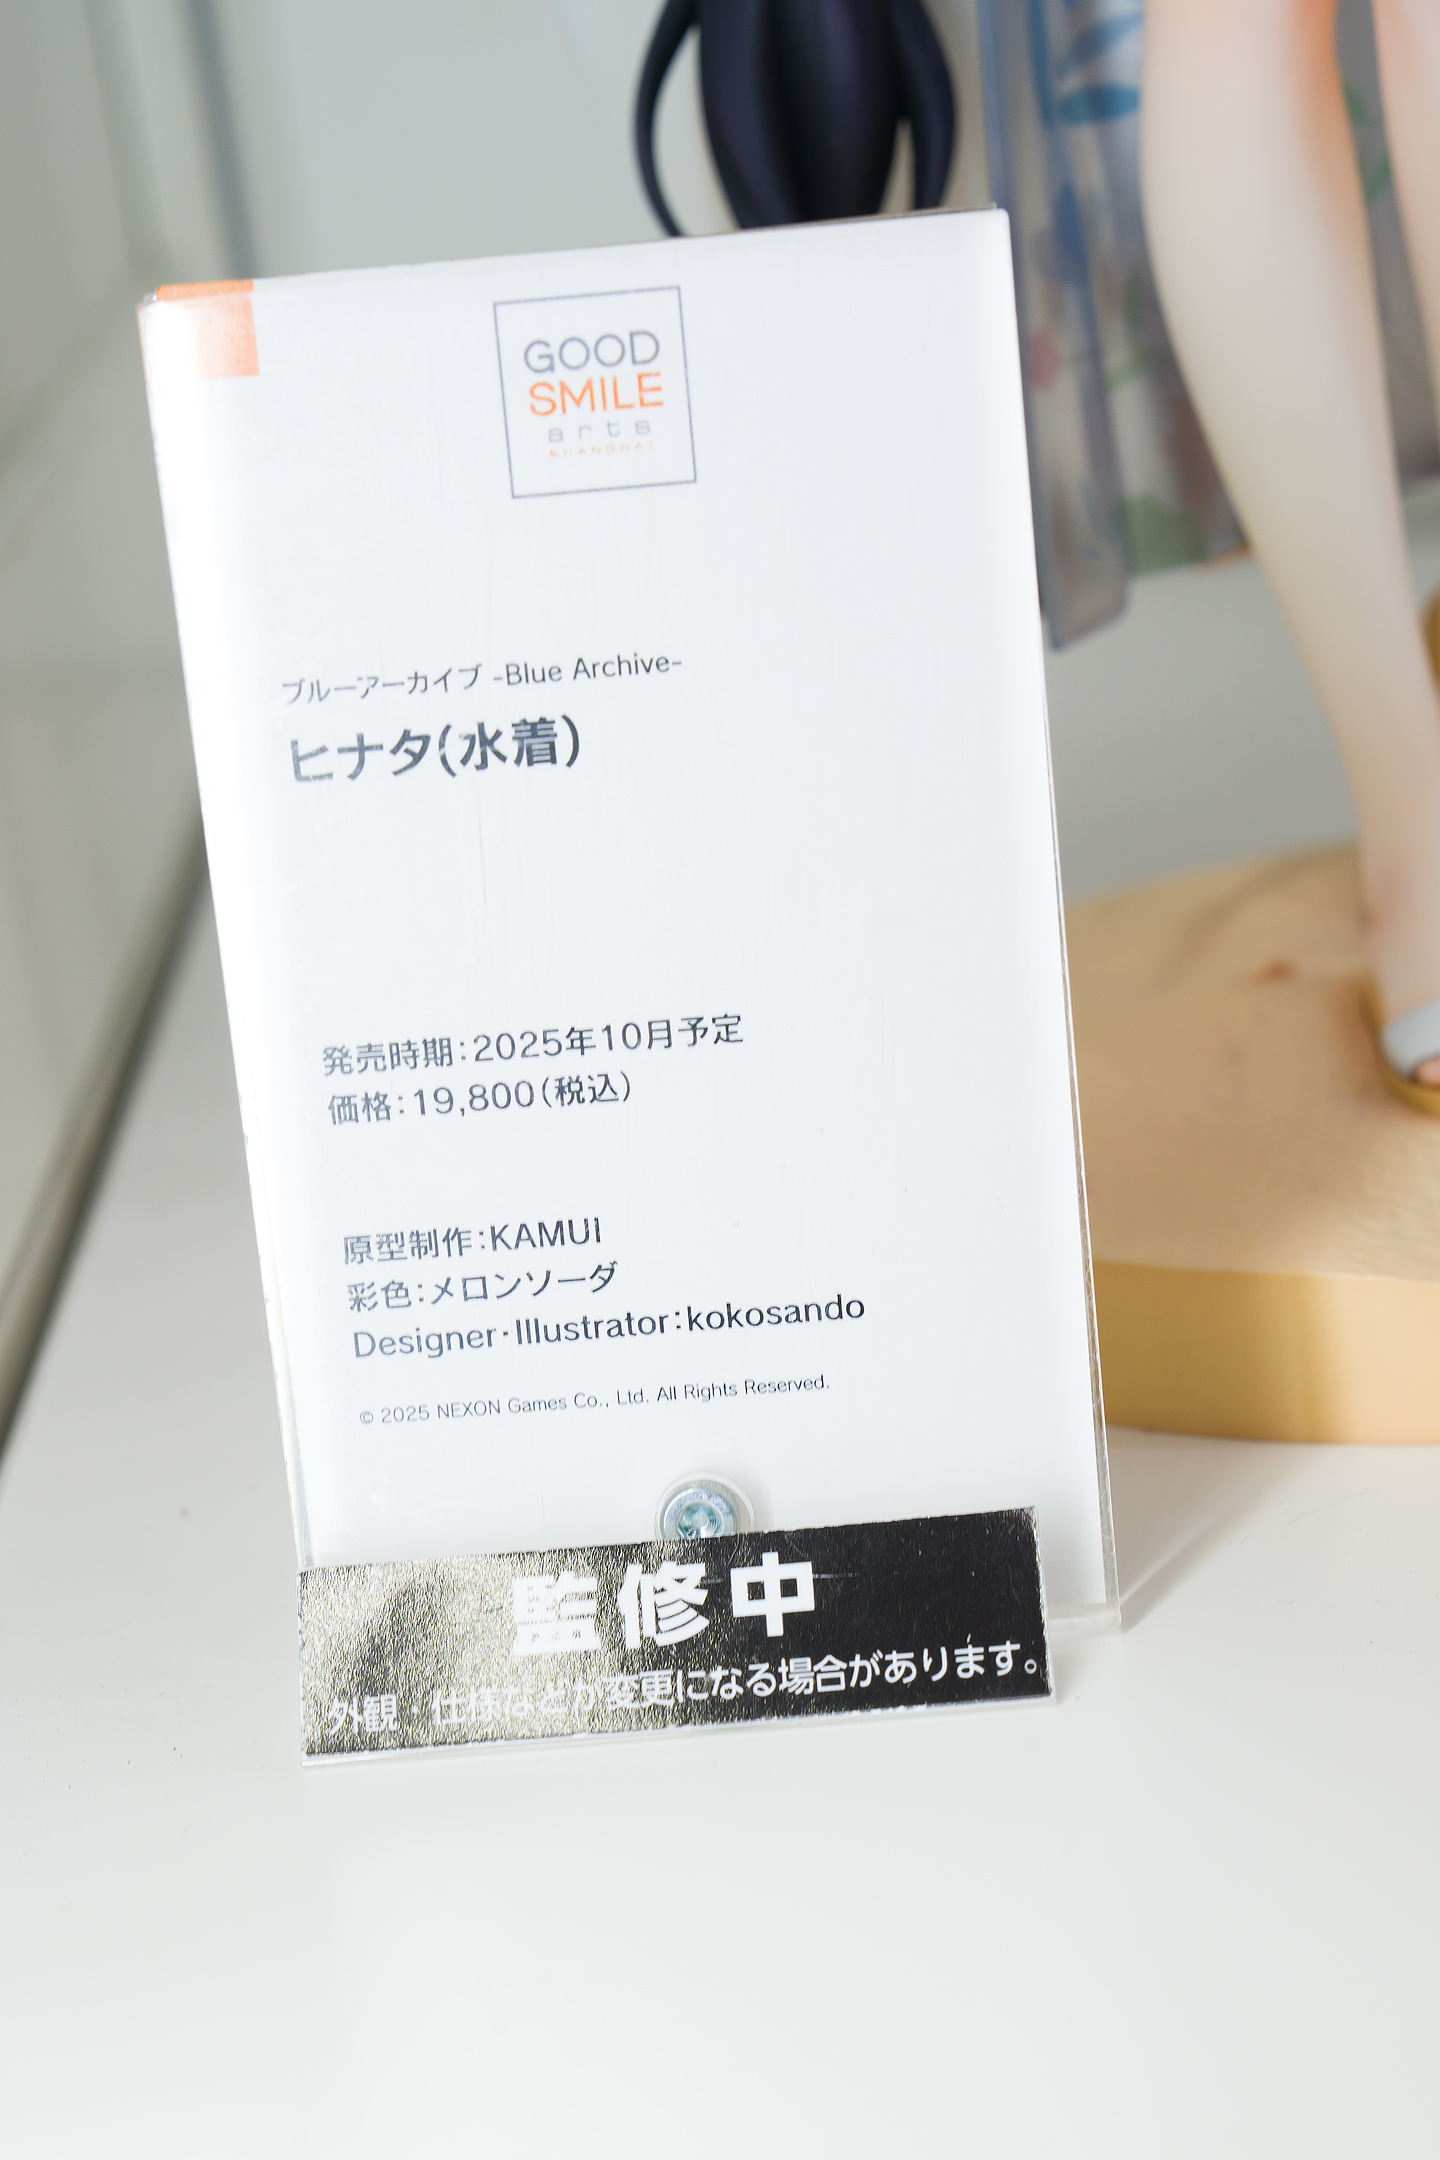 GOOD
SMILE
arts
SHANGHAI
ブルーアーカイブ -Blue Archive-
ヒナタ(水着)
発売時期：2025年10月予定
価格：19,800(税込)
原型制作：KAMUI
彩色：メロンソーダ
Designer·Illustrator：kokosando
© 2025 NEXON Games Co., Ltd. All Rights Reserved.
監修中
外観・仕様などが変更になる場合があります。